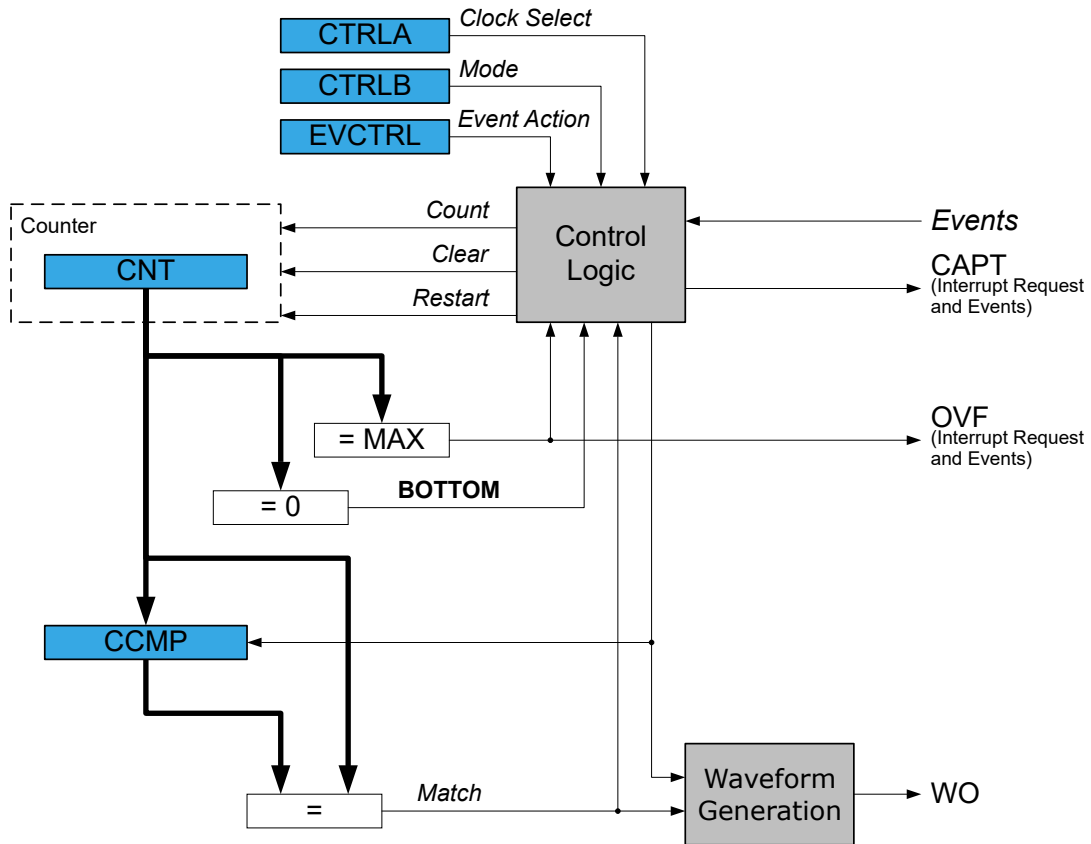 CTRLA
Clock Select
CTRLB
Mode
EVCTRL
Event Action
Counter
CNT
Count
Clear
Restart
Control
Logic
Events
CAPT
(Interrupt Request
and Events)
= MAX
OVF
(Interrupt Request
and Events)
= 0
BOTTOM
CCMP
=
Match
Waveform
Generation
WO